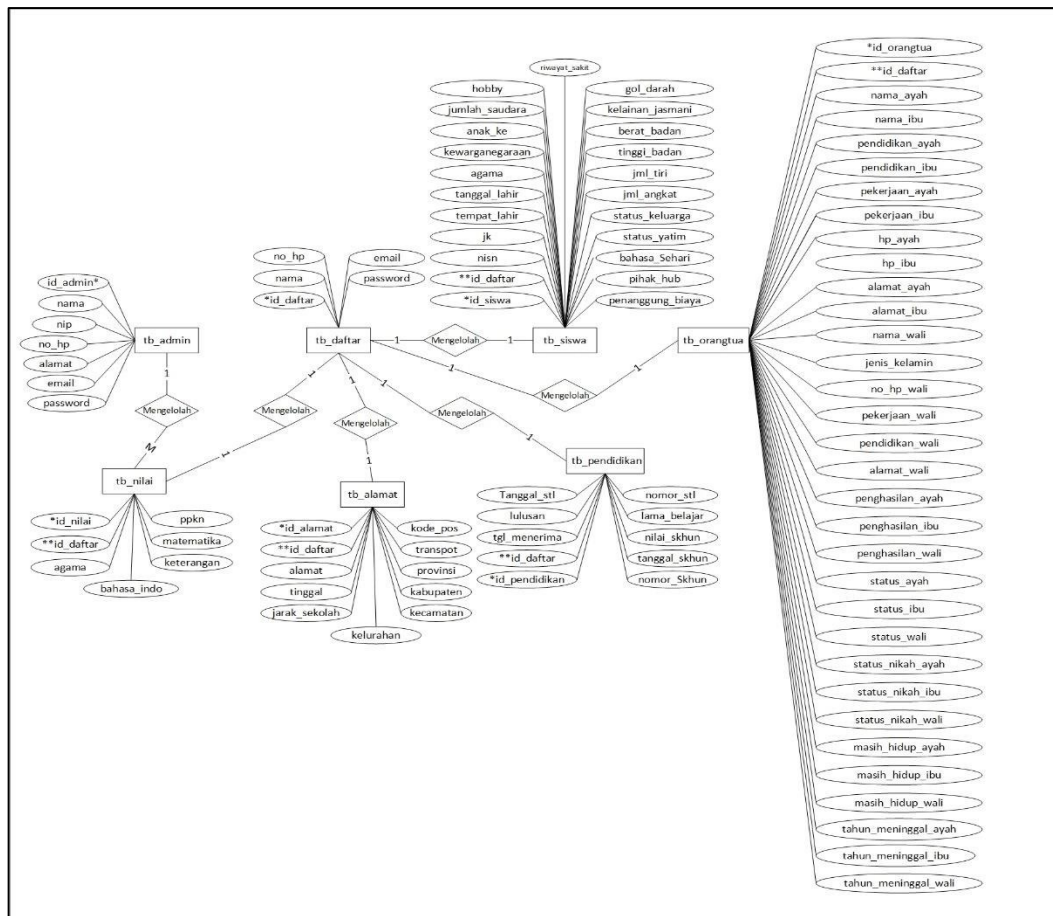 riwayat_sakit
hobby
jumlah_saudara
anak_ke
kewarganegaraan
agama
tanggal_lahir
tempat_lahir
jk
nisn
**id_daftar
*id_siswa
gol_darah
kelainan_jasmani
berat_badan
tinggi_badan
jml_tiri
jml_angkat
status_keluarga
status_yatim
bahasa_Sehari
pihak_hub
penanggung_biaya
tb_siswa
*id_orangtua
**id_daftar
nama_ayah
nama_ibu
pendidikan_ayah
pendidikan_ibu
pekerjaan_ayah
pekerjaan_ibu
hp_ayah
hp_ibu
alamat_ayah
alamat_ibu
nama_wali
jenis_kelamin
no_hp_wali
pekerjaan_wali
pendidikan_wali
alamat_wali
penghasilan_ayah
penghasilan_ibu
penghasilan_wali
status_ayah
status_ibu
status_wali
status_nikah_ayah
status_nikah_ibu
status_nikah_wali
masih_hidup_ayah
masih_hidup_ibu
masih_hidup_wali
tahun_meninggal_ayah
tahun_meninggal_ibu
tahun_meninggal_wali
tb_orangtua
id_admin*
nama
nip
no_hp
alamat
email
password
tb_admin
no_hp
nama
*id_daftar
email
password
tb_daftar
1
Mengelolah
1
1
Mengelolah
1
1
Mengelolah
M
1
Mengelolah
1
1
Mengelolah
1
1
Mengelolah
1
tb_nilai
*id_nilai
**id_daftar
agama
bahasa_indo
ppkn
matematika
keterangan
tb_alamat
*id_alamat
**id_daftar
alamat
tinggal
jarak_sekolah
kelurahan
kode_pos
transpot
provinsi
kabupaten
kecamatan
tb_pendidikan
Tanggal_stl
lulusan
tgl_menerima
**id_daftar
*id_pendidikan
nomor_stl
lama_belajar
nilai_skhun
tanggal_skhun
nomor_Skhun